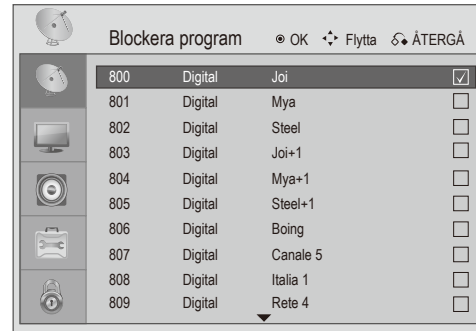 Blockera program OK Flytta ÅTERGÅ
800 Digital Joi
801 Digital Mya
802 Digital Steel
803 Digital Joi+1
804 Digital Mya+1
805 Digital Steel+1
806 Digital Boing
807 Digital Canale 5
808 Digital Italia 1
809 Digital Rete 4